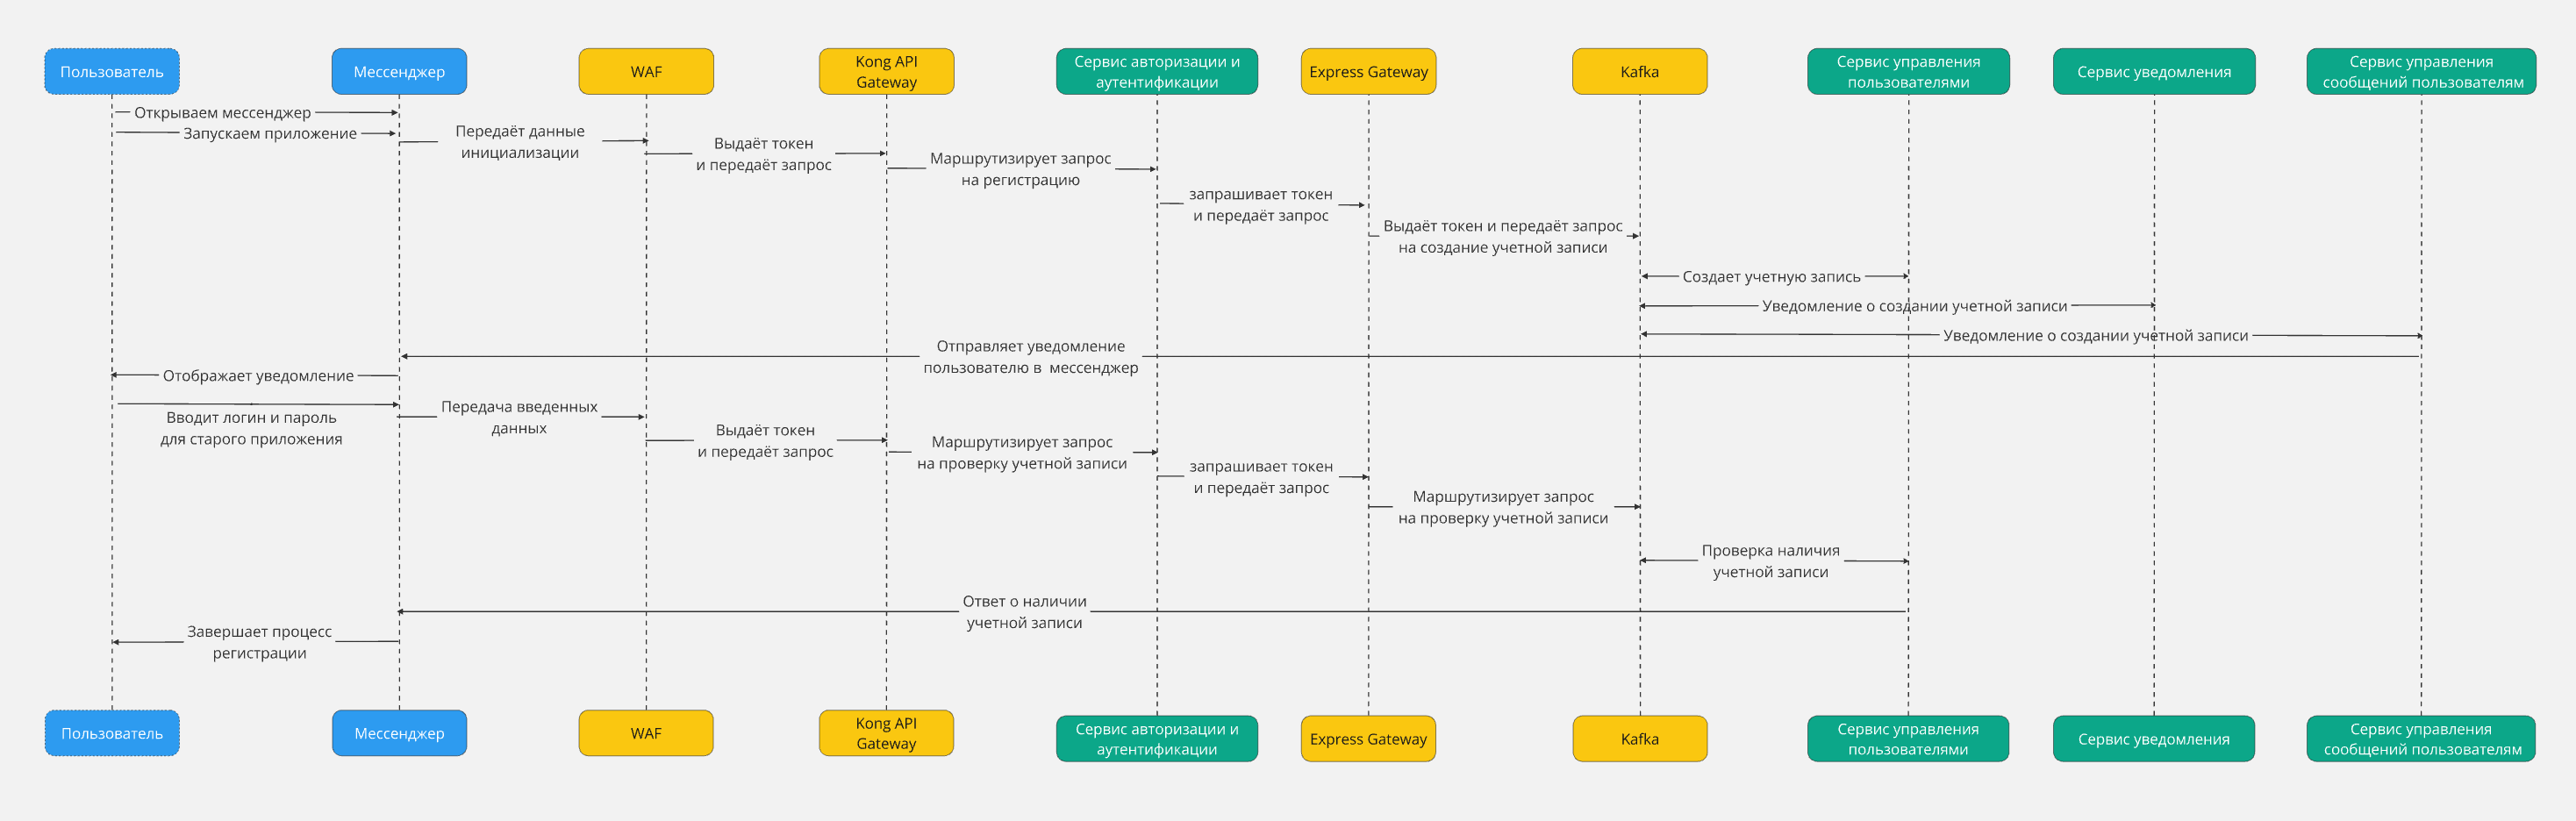 Пользователь
Мессенджер
WAF
Kong API
Gateway
Сервис авторизации и
аутентификации
Express Gateway
Kafka
Сервис управления
пользователями
Сервис уведомления
Сервис управления
сообщений пользователям
Открываем мессенджер
Запускаем приложение
Передаёт данные
инициализации
Выдаёт токен
и передаёт запрос
Маршрутизирует запрос
на регистрацию
запрашивает токен
и передаёт запрос
Выдаёт токен и передаёт запрос
на создание учетной записи
Создает учетную запись
Уведомление о создании учетной записи
Уведомление о создании учетной записи
Отправляет уведомление
пользователю в мессенджер
Отображает уведомление
Вводит логин и пароль
для старого приложения
Передача введенных
данных
Выдаёт токен
и передаёт запрос
Маршрутизирует запрос
на проверку учетной записи
запрашивает токен
и передаёт запрос
Маршрутизирует запрос
на проверку учетной записи
Проверка наличия
учетной записи
Ответ о наличии
учетной записи
Завершает процесс
регистрации
Пользователь
Мессенджер
WAF
Kong API
Gateway
Сервис авторизации и
аутентификации
Express Gateway
Kafka
Сервис управления
пользователями
Сервис уведомления
Сервис управления
сообщений пользователям